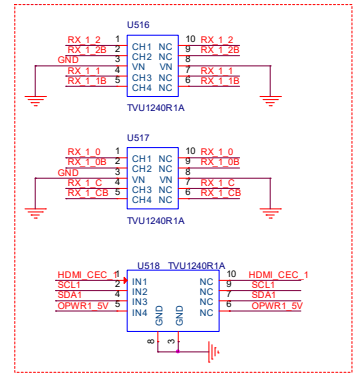 U516
RX_1_2 1 CH1 NC 10 RX_1_2
RX_1_2B 2 CH2 NC 9 RX_1_2B
GND 3 VN VN 8
RX_1_1 4 CH3 NC 7 RX_1_1
RX_1_1B 5 CH4 NC 6 RX_1_1B
TVU1240R1A
U517
RX_1_0 1 CH1 NC 10 RX_1_0
RX_1_0B 2 CH2 NC 9 RX_1_0B
GND 3 VN VN 8
RX_1_C 4 CH3 NC 7 RX_1_C
RX_1_CB 5 CH4 NC 6 RX_1_CB
TVU1240R1A
U518 TVU1240R1A
HDMI_CEC_1 1 IN1 NC 10 HDMI_CEC_1
SCL1 2 IN2 NC 9 SCL1
SDA1 4 IN3 NC 7 SDA1
OPWR1_5V 5 IN4 NC 6 OPWR1_5V
GND GND
8 3